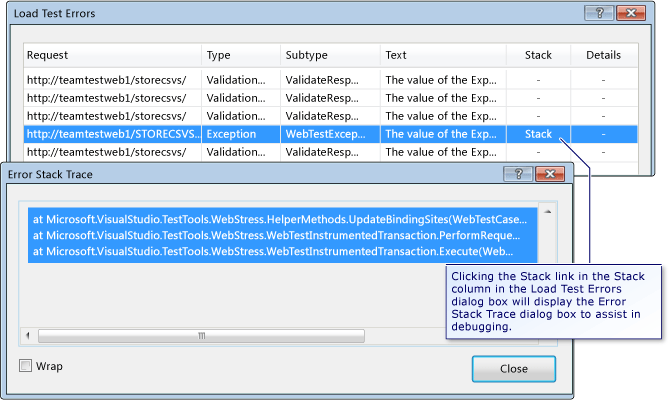 Load Test Errors
Request Type Subtype Text Stack Details
http://teamtestweb1/storecsvs/ Validation... ValidateResp... The value of the Exp... - -
http://teamtestweb1/storecsvs/ Validation... ValidateResp... The value of the Exp... - -
http://teamtestweb1/storecsvs/ Validation... ValidateResp... The value of the Exp... - -
http://teamtestweb1/STORECSVS... Exception WebTestExcep... The value of the Exp... Stack -
http://teamtestweb1/storecsvs/ Validation... ValidateResp... The value of the Exp... - -
Error Stack Trace
at Microsoft.VisualStudio.TestTools.WebStress.HelperMethods.UpdateBindingSites(WebTestCase...
at Microsoft.VisualStudio.TestTools.WebStress.WebTestInstrumentedTransaction.PerformReque...
at Microsoft.VisualStudio.TestTools.WebStress.WebTestInstrumentedTransaction.Execute(Web...
Clicking the Stack link in the Stack
column in the Load Test Errors
dialog box will display the Error
Stack Trace dialog box to assist in
debugging.
Wrap
Close